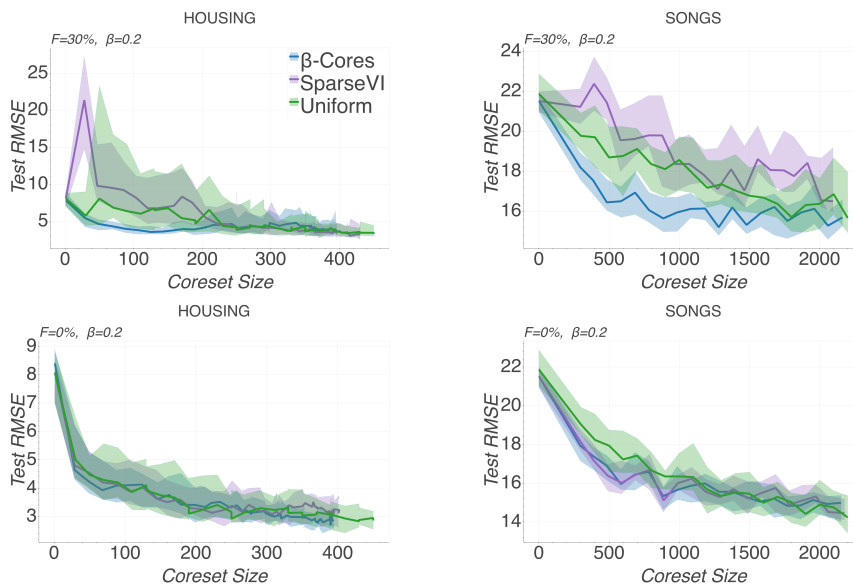 HOUSING
F=30%, β=0.2
β-Cores
SparseVI
Uniform
25
20
15
10
5
Test RMSE
0
100
200
300
400
Coreset Size
SONGS
F=30%, β=0.2
24
22
20
18
16
Test RMSE
0
500
1000
1500
2000
Coreset Size
HOUSING
F=0%, β=0.2
9
8
7
6
5
4
3
Test RMSE
0
100
200
300
400
Coreset Size
SONGS
F=0%, β=0.2
22
20
18
16
14
Test RMSE
0
500
1000
1500
2000
Coreset Size